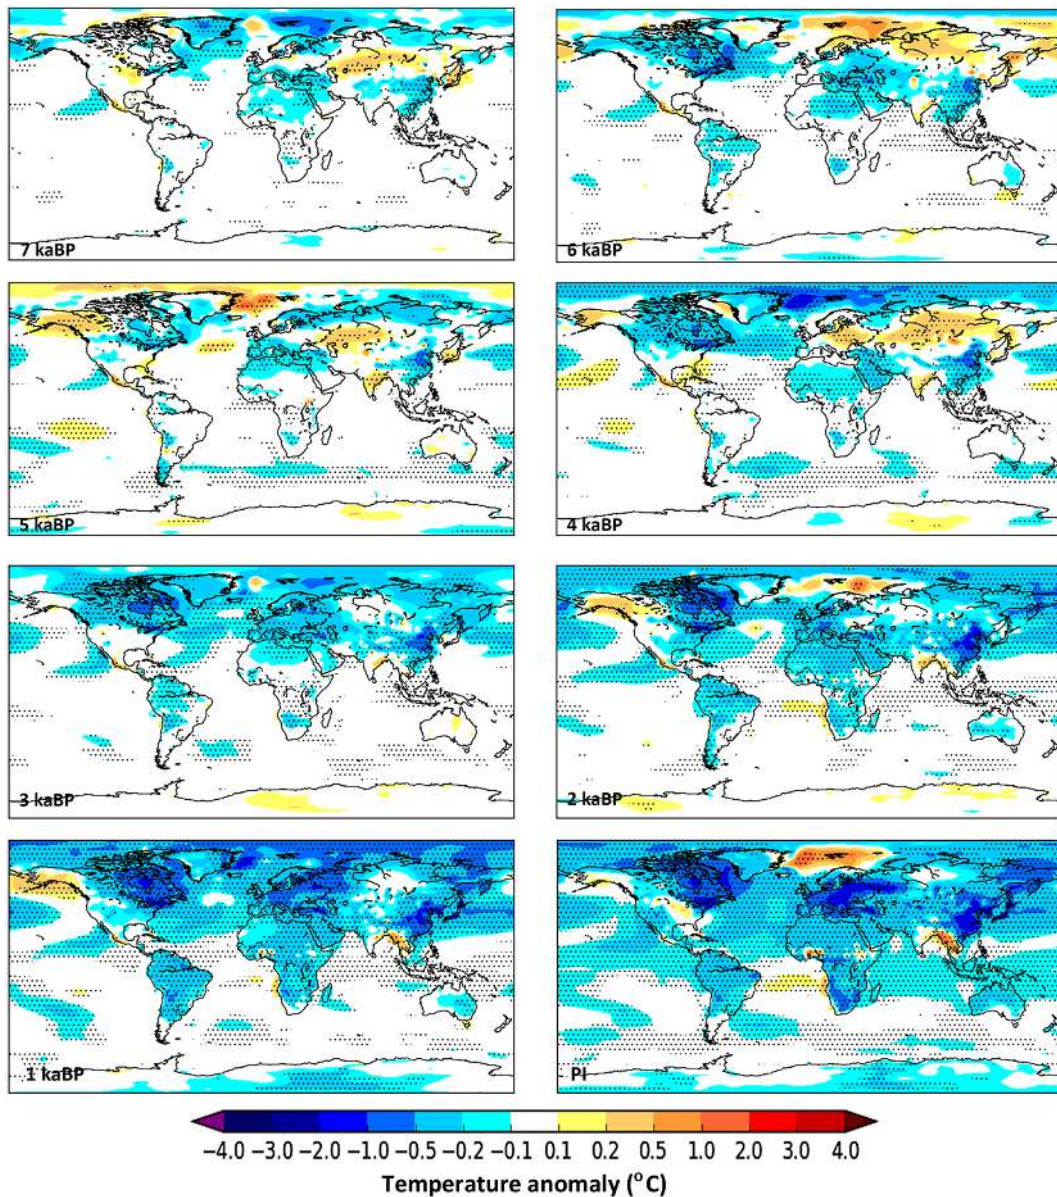 7 kaBP
6 kaBP
5 kaBP
4 kaBP
3 kaBP
2 kaBP
1 kaBP
PI
−4.0 −3.0 −2.0 −1.0 −0.5 −0.2 −0.1 0.1 0.2 0.5 1.0 2.0 3.0 4.0
Temperature anomaly (°C)